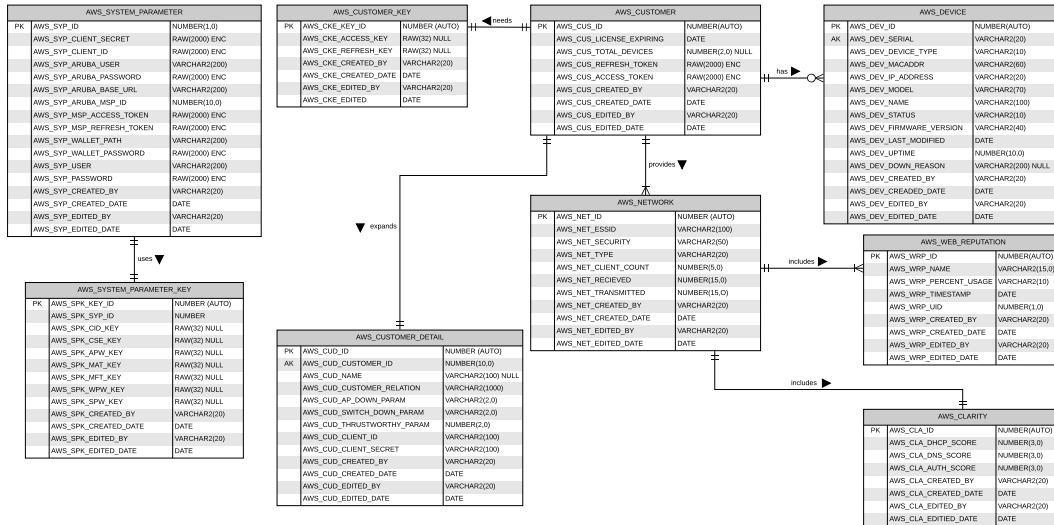 AWS_SYSTEM_PARAMETER
PK AWS_SYP_ID NUMBER(1,0)
AWS_SYP_CLIENT_SECRET RAW(2000) ENC
AWS_SYP_CLIENT_ID RAW(2000) ENC
AWS_SYP_ARUBA_USER VARCHAR2(200)
AWS_SYP_ARUBA_PASSWORD RAW(2000) ENC
AWS_SYP_ARUBA_BASE_URL VARCHAR2(200)
AWS_SYP_ARUBA_MSP_ID NUMBER(10,0)
AWS_SYP_MSP_ACCESS_TOKEN RAW(2000) ENC
AWS_SYP_MSP_REFRESH_TOKEN RAW(2000) ENC
AWS_SYP_WALLET_PATH VARCHAR2(200)
AWS_SYP_WALLET_PASSWORD RAW(2000) ENC
AWS_SYP_USER VARCHAR2(200)
AWS_SYP_PASSWORD RAW(2000) ENC
AWS_SYP_CREATED_BY VARCHAR2(20)
AWS_SYP_CREATED_DATE DATE
AWS_SYP_EDITED_BY VARCHAR2(20)
AWS_SYP_EDITED_DATE DATE
uses
AWS_SYSTEM_PARAMETER_KEY
PK AWS_SPK_KEY_ID NUMBER (AUTO)
AWS_SPK_SYP_ID NUMBER
AWS_SPK_CID_KEY RAW(32) NULL
AWS_SPK_CSE_KEY RAW(32) NULL
AWS_SPK_APW_KEY RAW(32) NULL
AWS_SPK_MAT_KEY RAW(32) NULL
AWS_SPK_MFT_KEY RAW(32) NULL
AWS_SPK_WPW_KEY RAW(32) NULL
AWS_SPK_SPW_KEY RAW(32) NULL
AWS_SPK_CREATED_BY VARCHAR2(20)
AWS_SPK_CREATED_DATE DATE
AWS_SPK_EDITED_BY VARCHAR2(20)
AWS_SPK_EDITED_DATE DATE
AWS_CUSTOMER_KEY
PK AWS_CKE_KEY_ID NUMBER (AUTO)
AWS_CKE_ACCESS_KEY RAW(32) NULL
AWS_CKE_REFRESH_KEY RAW(32) NULL
AWS_CKE_CREATED_BY VARCHAR2(20)
AWS_CKE_CREATED_DATE DATE
AWS_CKE_EDITED_BY VARCHAR2(20)
AWS_CKE_EDITED DATE
needs
AWS_CUSTOMER
PK AWS_CUS_ID NUMBER(AUTO)
AWS_CUS_LICENSE_EXPIRING DATE
AWS_CUS_TOTAL_DEVICES NUMBER(2,0) NULL
AWS_CUS_REFRESH_TOKEN RAW(2000) ENC
AWS_CUS_ACCESS_TOKEN RAW(2000) ENC
AWS_CUS_CREATED_BY VARCHAR2(20)
AWS_CUS_CREATED_DATE DATE
AWS_CUS_EDITED_BY VARCHAR2(20)
AWS_CUS_EDITED_DATE DATE
has
AWS_DEVICE
PK AWS_DEV_ID NUMBER(AUTO)
AK AWS_DEV_SERIAL VARCHAR2(20)
AWS_DEV_DEVICE_TYPE VARCHAR2(10)
AWS_DEV_MACADDR VARCHAR2(60)
AWS_DEV_IP_ADDRESS VARCHAR2(20)
AWS_DEV_MODEL VARCHAR2(70)
AWS_DEV_NAME VARCHAR2(100)
AWS_DEV_STATUS VARCHAR2(10)
AWS_DEV_FIRMWARE_VERSION VARCHAR2(40)
AWS_DEV_LAST_MODIFIED DATE
AWS_DEV_UPTIME NUMBER(10,0)
AWS_DEV_DOWN_REASON VARCHAR2(200) NULL
AWS_DEV_CREATED_BY VARCHAR2(20)
AWS_DEV_CREADED_DATE DATE
AWS_DEV_EDITED_BY VARCHAR2(20)
AWS_DEV_EDITED_DATE DATE
expands
provides
AWS_CUSTOMER_DETAIL
PK AWS_CUD_ID NUMBER (AUTO)
AK AWS_CUD_CUSTOMER_ID NUMBER(10,0)
AWS_CUD_NAME VARCHAR2(100) NULL
AWS_CUD_CUSTOMER_RELATION VARCHAR2(1000)
AWS_CUD_AP_DOWN_PARAM VARCHAR2(2,0)
AWS_CUD_SWITCH_DOWN_PARAM VARCHAR2(2,0)
AWS_CUD_THRUSTWORTHY_PARAM NUMBER(2,0)
AWS_CUD_CLIENT_ID VARCHAR2(100)
AWS_CUD_CLIENT_SECRET VARCHAR2(100)
AWS_CUD_CREATED_BY VARCHAR2(20)
AWS_CUD_CREATED_DATE DATE
AWS_CUD_EDITED_BY VARCHAR2(20)
AWS_CUD_EDITED_DATE DATE
AWS_NETWORK
PK AWS_NET_ID NUMBER (AUTO)
AWS_NET_ESSID VARCHAR2(100)
AWS_NET_SECURITY VARCHAR2(50)
AWS_NET_TYPE VARCHAR2(20)
AWS_NET_CLIENT_COUNT NUMBER(5,0)
AWS_NET_RECIEVED NUMBER(15,0)
AWS_NET_TRANSMITTED NUMBER(15,O)
AWS_NET_CREATED_BY VARCHAR2(20)
AWS_NET_CREATED_DATE DATE
AWS_NET_EDITED_BY VARCHAR2(20)
AWS_NET_EDITED_DATE DATE
includes
AWS_WEB_REPUTATION
PK AWS_WRP_ID NUMBER(AUTO)
AWS_WRP_NAME VARCHAR2(15,0)
AWS_WRP_PERCENT_USAGE VARCHAR2(10)
AWS_WRP_TIMESTAMP DATE
AWS_WRP_UID NUMBER(1,0)
AWS_WRP_CREATED_BY VARCHAR2(20)
AWS_WRP_CREATED_DATE DATE
AWS_WRP_EDITED_BY VARCHAR2(20)
AWS_WRP_EDITED_DATE DATE
includes
AWS_CLARITY
PK AWS_CLA_ID NUMBER(AUTO)
AWS_CLA_DHCP_SCORE NUMBER(3,0)
AWS_CLA_DNS_SCORE NUMBER(3,0)
AWS_CLA_AUTH_SCORE NUMBER(3,0)
AWS_CLA_CREATED_BY VARCHAR2(20)
AWS_CLA_CREATED_DATE DATE
AWS_CLA_EDITED_BY VARCHAR2(20)
AWS_CLA_EDITIED_DATE DATE